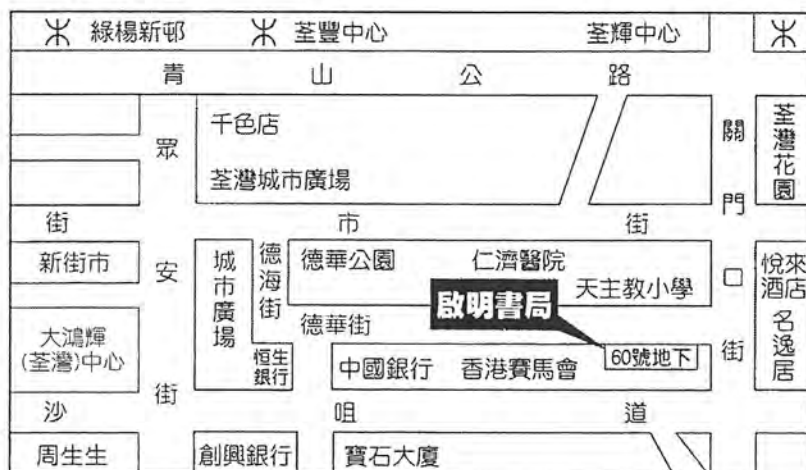 綠楊新邨 荃豐中心 荃輝中心
青山公路
千色店
荃灣城市廣場
眾安街
關門口街
荃灣花園
街市街
新街市
城市廣場
德海街
德華公園 仁濟醫院
天主教小學
悅來酒店
名逸居
啟明書局
德華街
大鴻輝
(荃灣)中心
恒生銀行
中國銀行 香港賽馬會 60號地下
沙咀道
周生生 創興銀行 寶石大廈